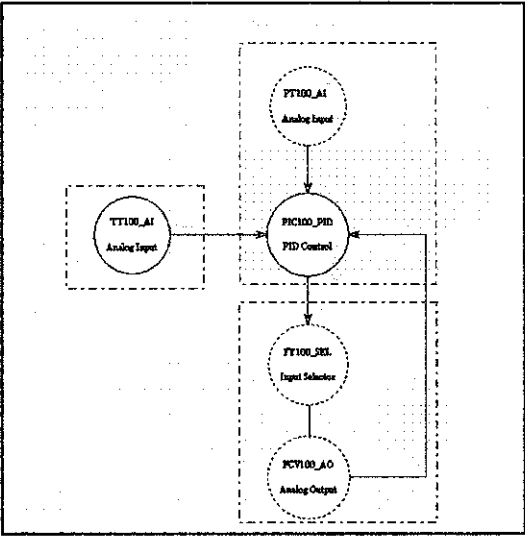 PT100_AI
Analog Input
TT100_AI
Analog Input
PIC100_PID
PID Control
FY100_SEL
Input Selector
FCV100_AO
Analog Output